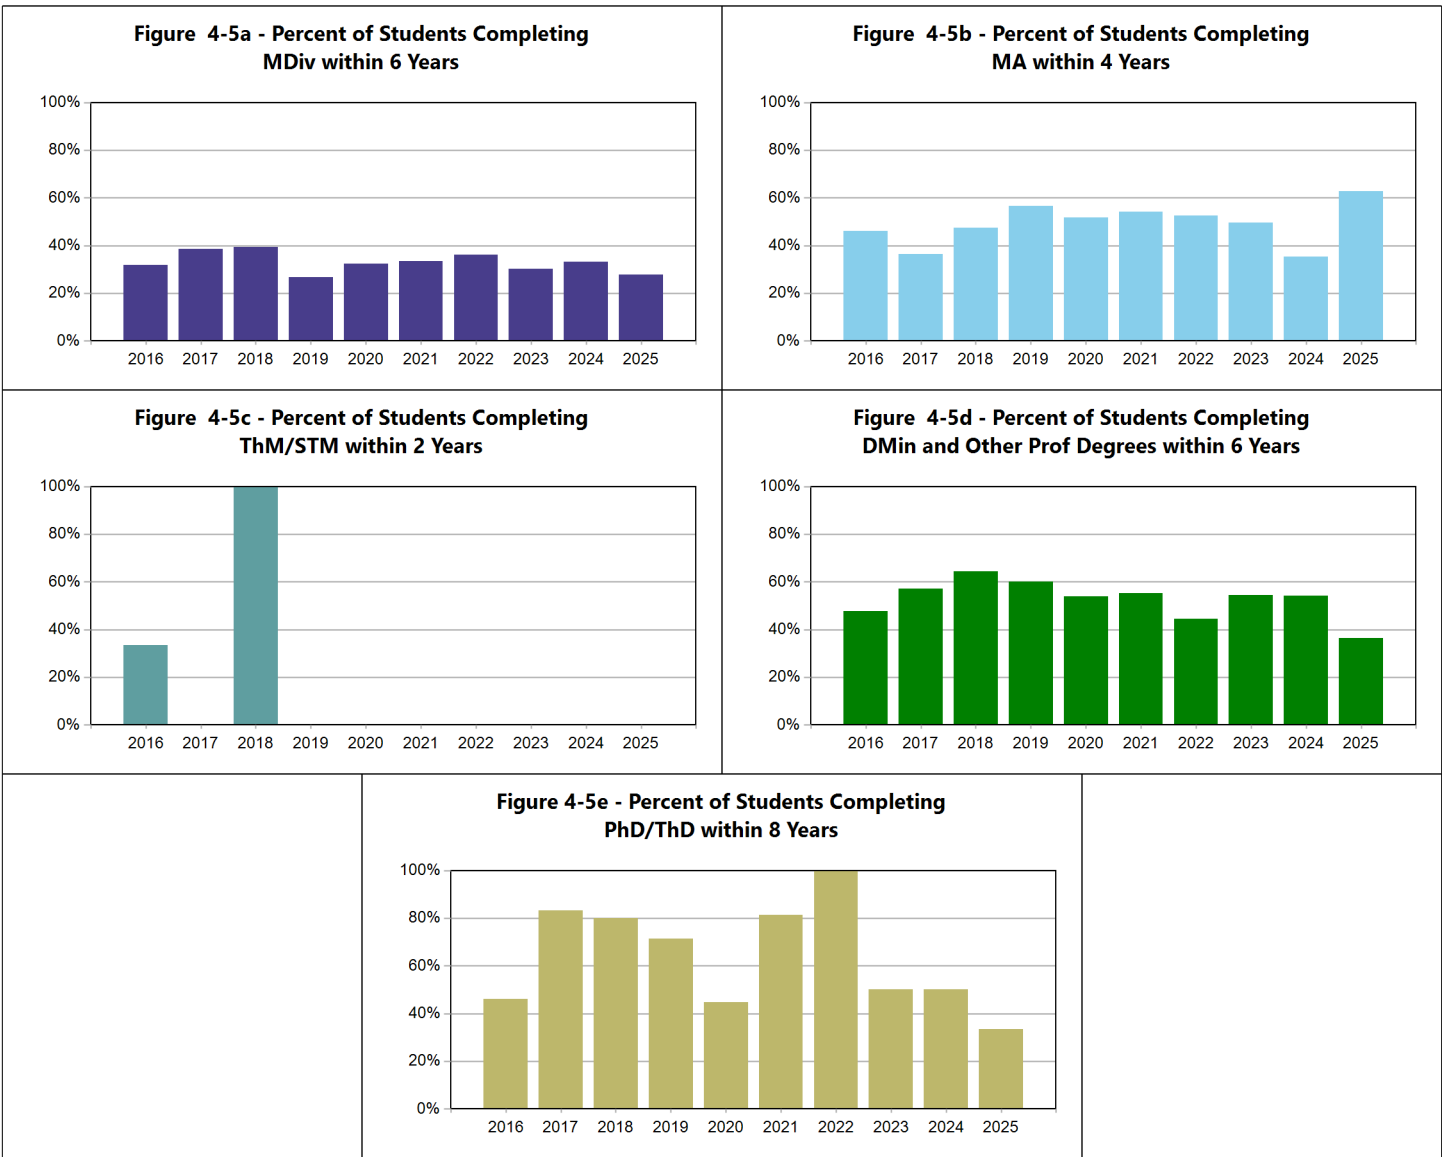 Figure  4-5a - Percent of Students Completing
MDiv within 6 Years
100%
80%
60%
40%
20%
0%
2016 2017 2018 2019 2020 2021 2022 2023 2024 2025
Figure  4-5b - Percent of Students Completing
MA within 4 Years
100%
80%
60%
40%
20%
0%
2016 2017 2018 2019 2020 2021 2022 2023 2024 2025
Figure  4-5c - Percent of Students Completing
ThM/STM within 2 Years
100%
80%
60%
40%
20%
0%
2016 2017 2018 2019 2020 2021 2022 2023 2024 2025
Figure  4-5d - Percent of Students Completing
DMin and Other Prof Degrees within 6 Years
100%
80%
60%
40%
20%
0%
2016 2017 2018 2019 2020 2021 2022 2023 2024 2025
Figure 4-5e - Percent of Students Completing
PhD/ThD within 8 Years
100%
80%
60%
40%
20%
0%
2016 2017 2018 2019 2020 2021 2022 2023 2024 2025